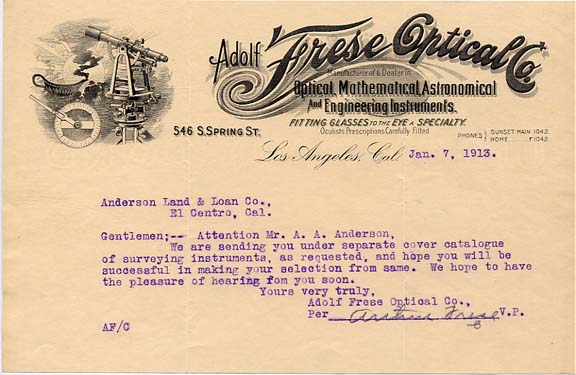 Adolf Frese Optical Co.
Manufacturer of & Dealer in
Optical, Mathematical, Astronomical
And Engineering Instruments.
FITTING GLASSES TO THE EYE A SPECIALTY.
Oculists Prescriptions Carefully Filled
546 S. SPRING ST.
PHONES } SUNSET MAIN 1042.
HOME F1042.
Los Angeles, Cal. Jan. 7, 1913.
Anderson Land & Loan Co.,
El Centro, Cal.
Gentlemen;-- Attention Mr. A. A. Anderson,
We are sending you under separate cover catalogue
of surveying instruments, as requested, and hope you will be
successful in making your selection from same. We hope to have
the pleasure of hearing fom you soon.
Yours very truly,
Adolf Frese Optical Co.,
Per Arthur Frese V.P.
AF/C